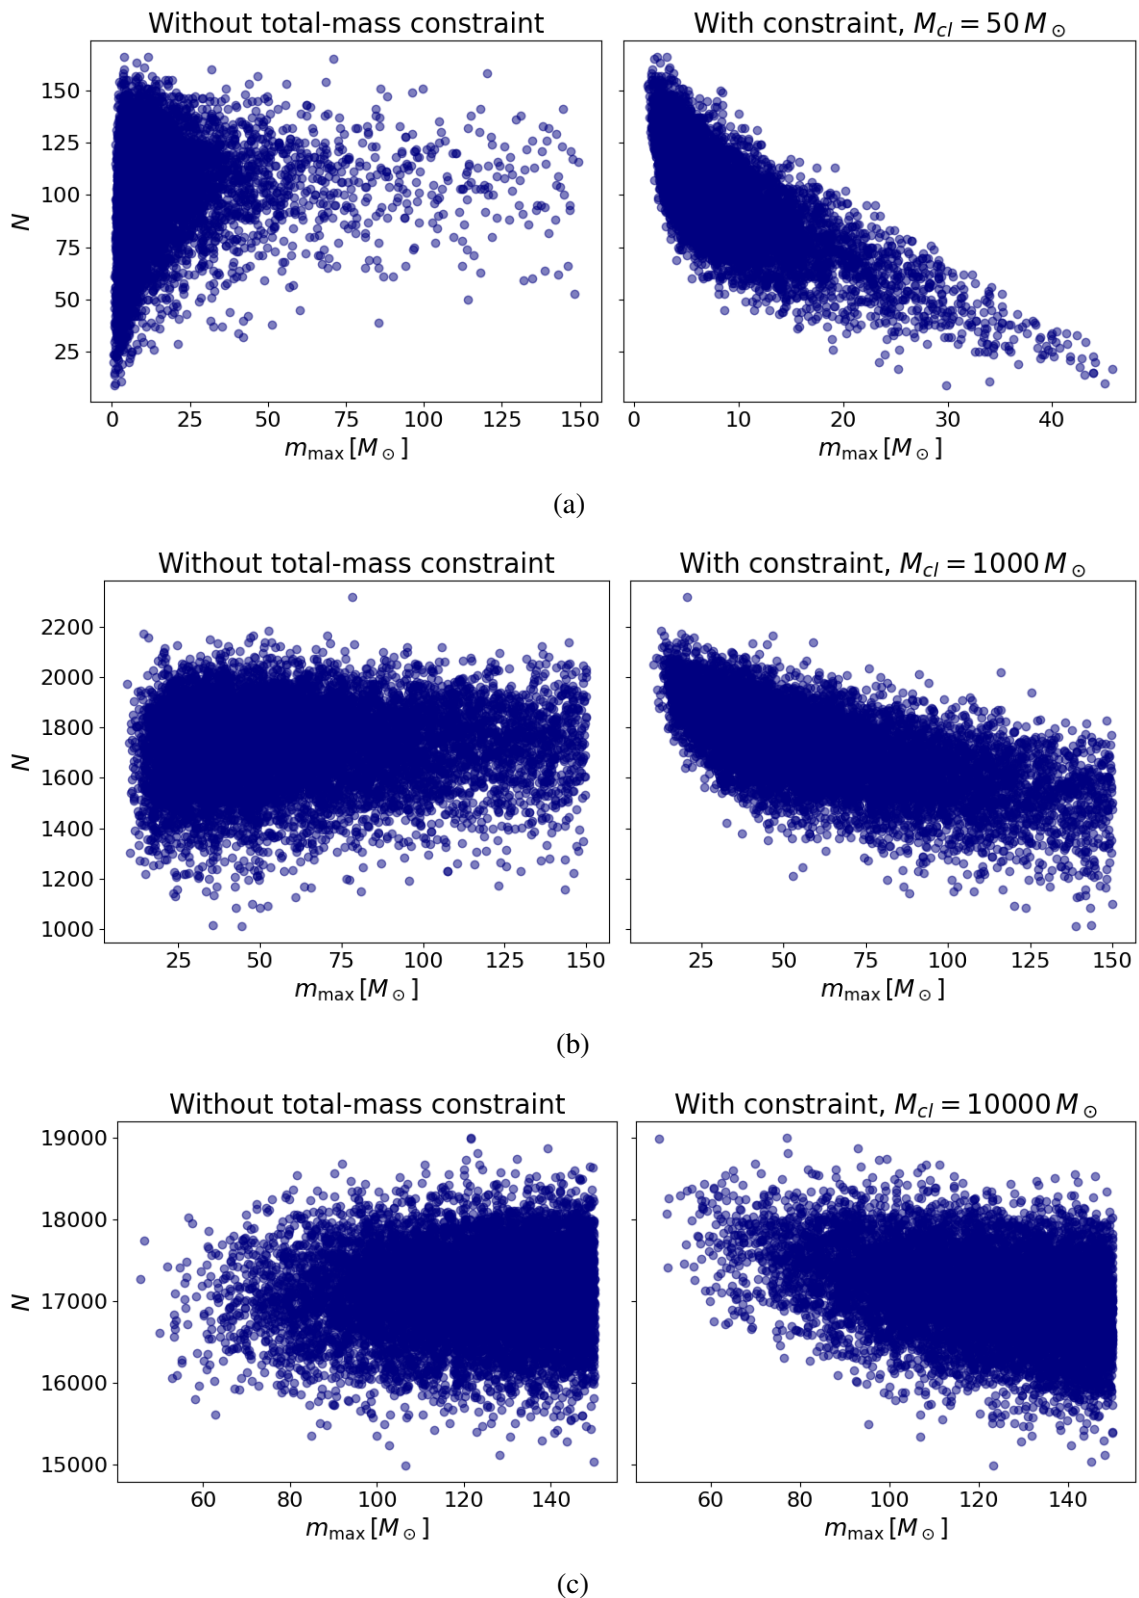 Without total-mass constraint
With constraint, M_cl = 50 M_⊙
N
150
125
100
75
50
25
0 25 50 75 100 125 150
0 10 20 30 40
m_max [M_⊙]
m_max [M_⊙]
(a)
Without total-mass constraint
With constraint, M_cl = 1000 M_⊙
N
2200
2000
1800
1600
1400
1200
1000
25 50 75 100 125 150
25 50 75 100 125 150
m_max [M_⊙]
m_max [M_⊙]
(b)
Without total-mass constraint
With constraint, M_cl = 10000 M_⊙
N
19000
18000
17000
16000
15000
60 80 100 120 140
60 80 100 120 140
m_max [M_⊙]
m_max [M_⊙]
(c)